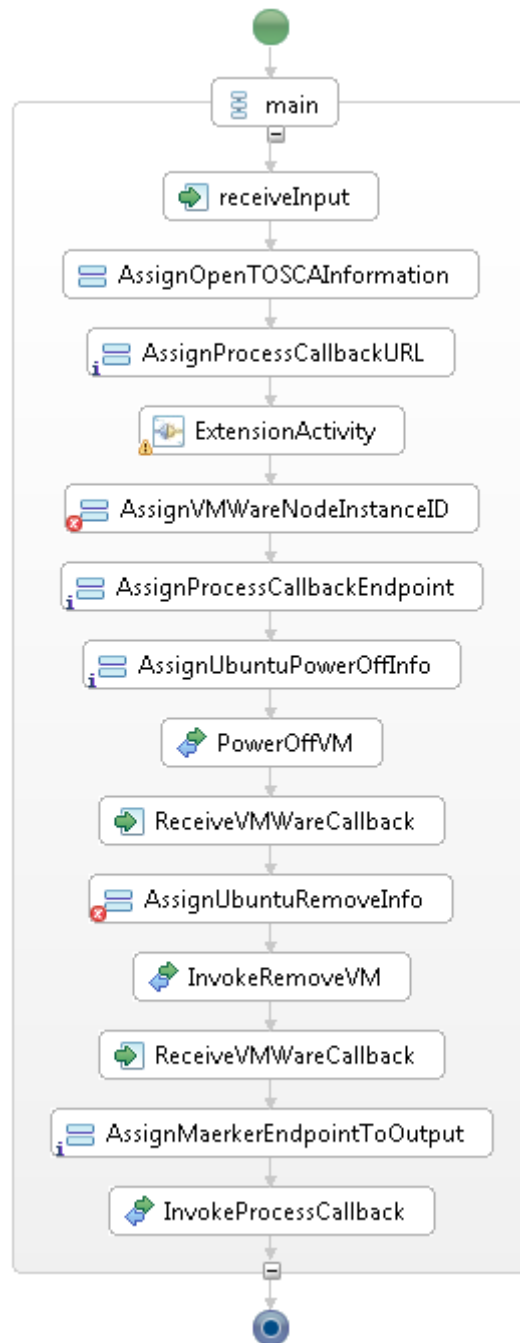 main
receiveInput
AssignOpenTOSCAInformation
AssignProcessCallbackURL
ExtensionActivity
AssignVMWareNodeInstanceID
AssignProcessCallbackEndpoint
AssignUbuntuPowerOffInfo
PowerOffVM
ReceiveVMWareCallback
AssignUbuntuRemoveInfo
InvokeRemoveVM
ReceiveVMWareCallback
AssignMaerkerEndpointToOutput
InvokeProcessCallback